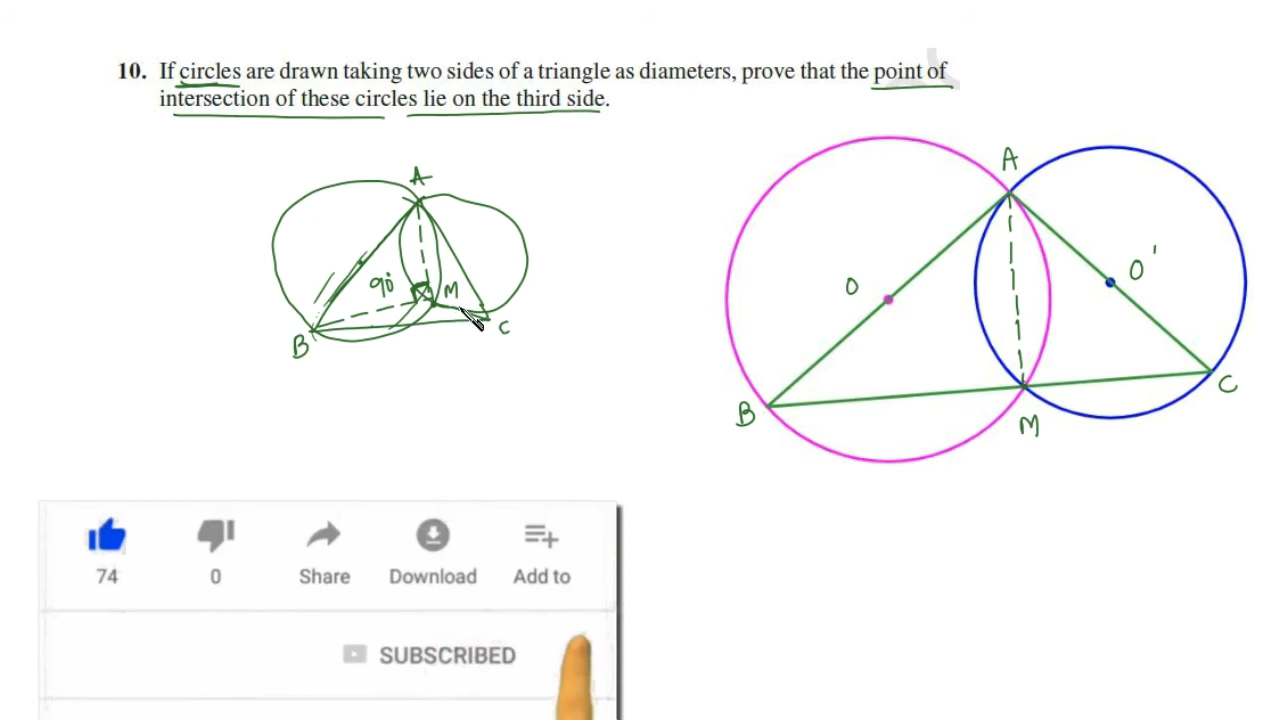 10. If circles are drawn taking two sides of a triangle as diameters, prove that the point of
intersection of these circles lie on the third side.
A
90°
M
B
C
A
O
O'
B
C
M
74
0
Share
Download
Add to
SUBSCRIBED